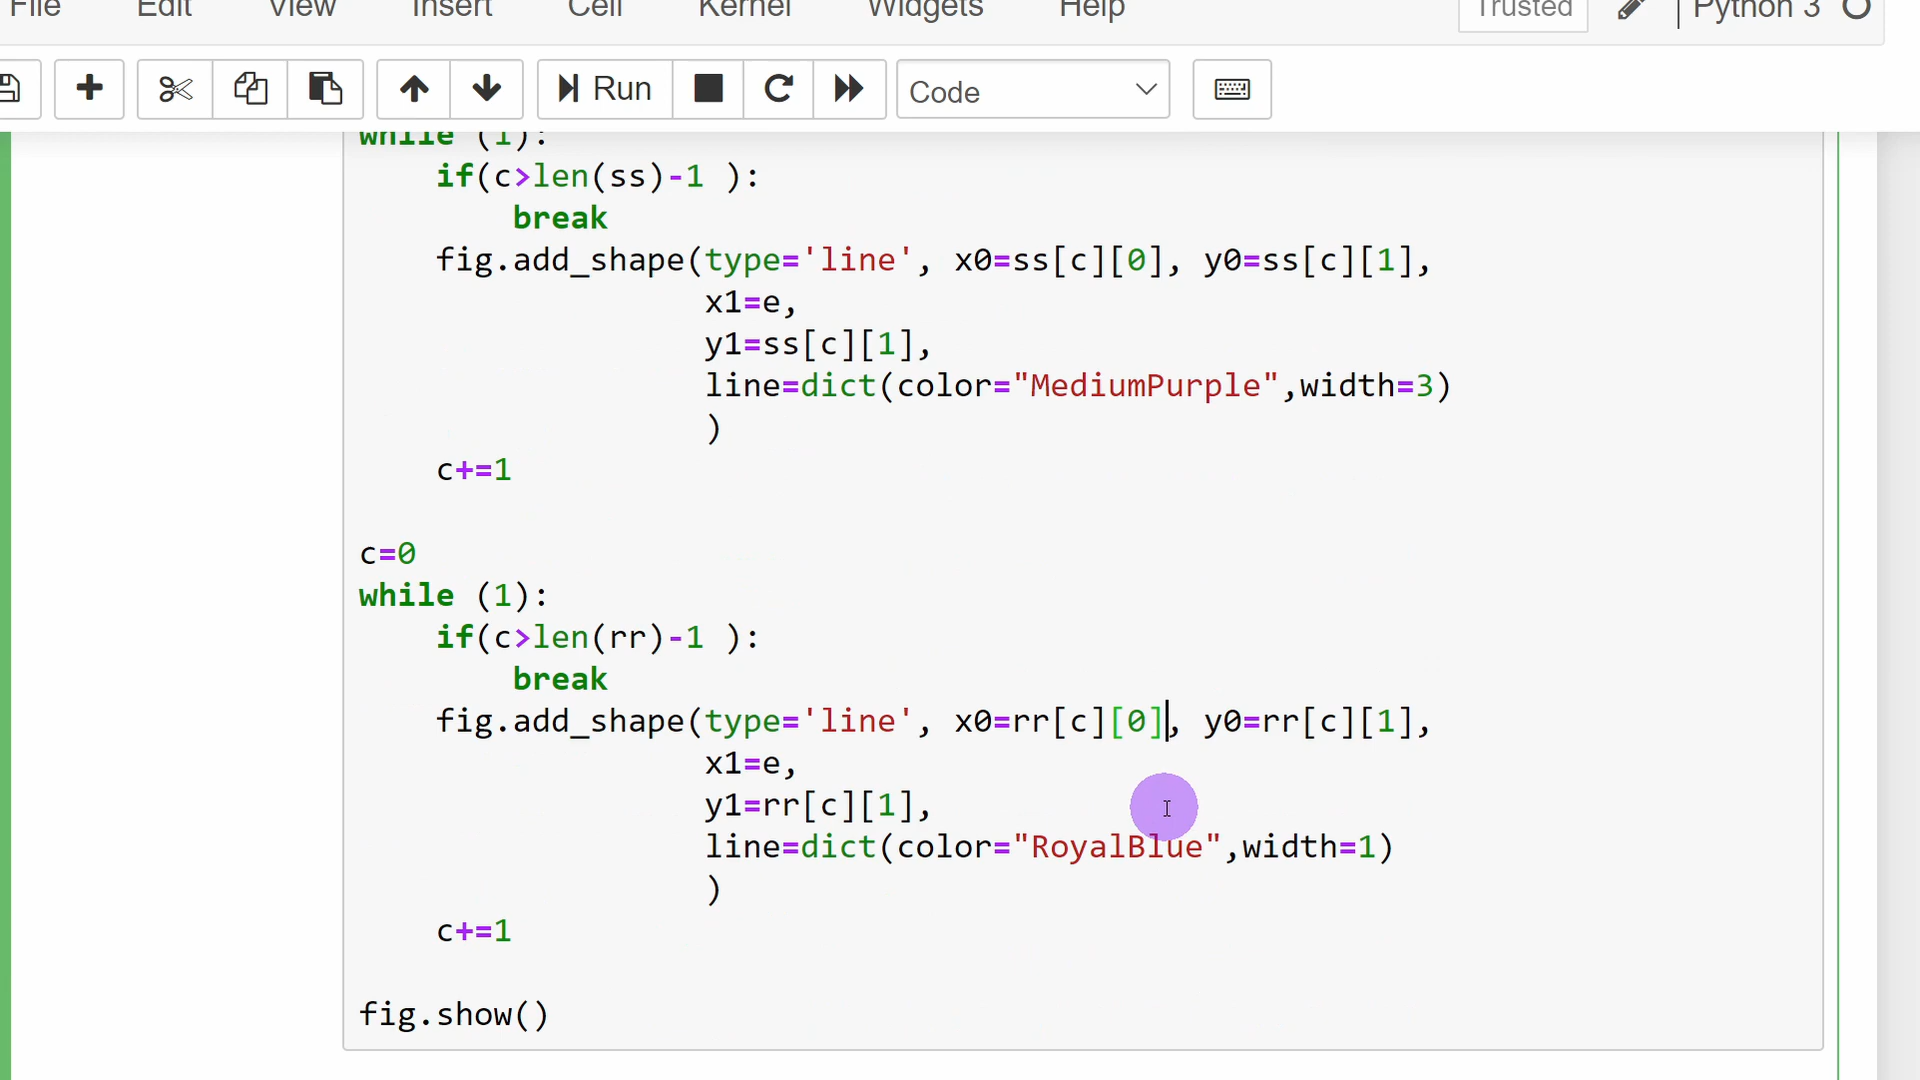 File Edit View Insert Cell Kernel Widgets Help Trusted Python 3
Run Code
while (1):
    if(c>len(ss)-1 ):
        break
    fig.add_shape(type='line', x0=ss[c][0], y0=ss[c][1],
                  x1=e,
                  y1=ss[c][1],
                  line=dict(color="MediumPurple",width=3)
                  )
    c+=1
c=0
while (1):
    if(c>len(rr)-1 ):
        break
    fig.add_shape(type='line', x0=rr[c][0], y0=rr[c][1],
                  x1=e,
                  y1=rr[c][1],
                  line=dict(color="RoyalBlue",width=1)
                  )
    c+=1
fig.show()